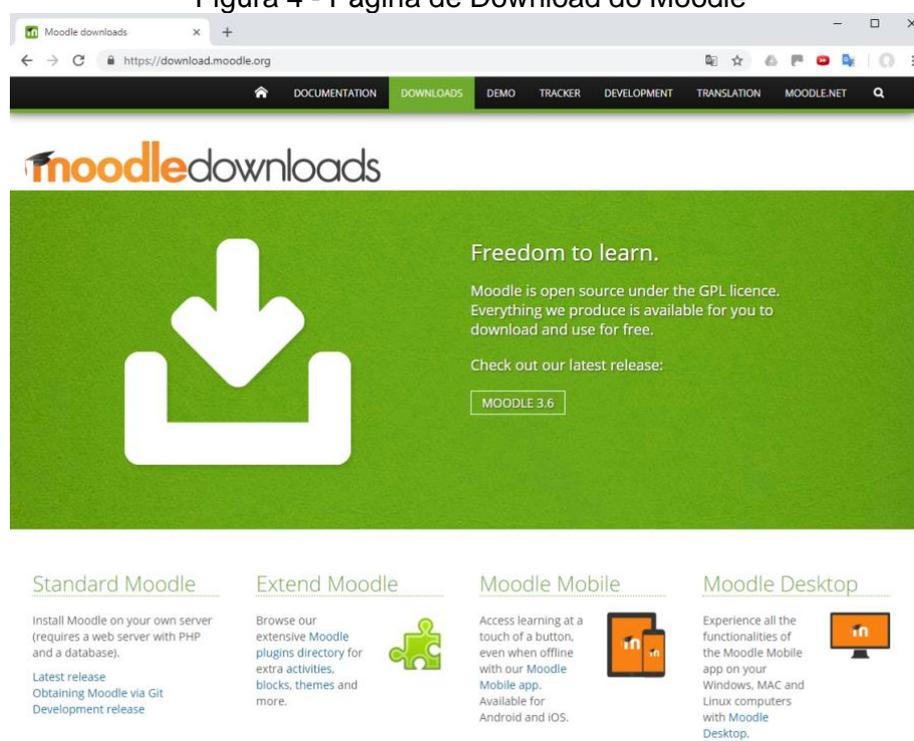 Figura 4 - Página de Download do Moodle
Moodle downloads
https://download.moodle.org
DOCUMENTATION DOWNLOADS DEMO TRACKER DEVELOPMENT TRANSLATION MOODLE.NET
moodledownloads
Freedom to learn.
Moodle is open source under the GPL licence.
Everything we produce is available for you to
download and use for free.
Check out our latest release:
MOODLE 3.6
Standard Moodle
Install Moodle on your own server
(requires a web server with PHP
and a database).
Latest release
Obtaining Moodle via Git
Development release
Extend Moodle
Browse our
extensive Moodle
plugins directory for
extra activities,
blocks, themes and
more.
Moodle Mobile
Access learning at a
touch of a button,
even when offline
with our Moodle
Mobile app.
Available for
Android and iOS.
m
m
Moodle Desktop
Experience all the
functionalities of
the Moodle Mobile
app on your
Windows, MAC and
Linux computers
with Moodle
Desktop.
m